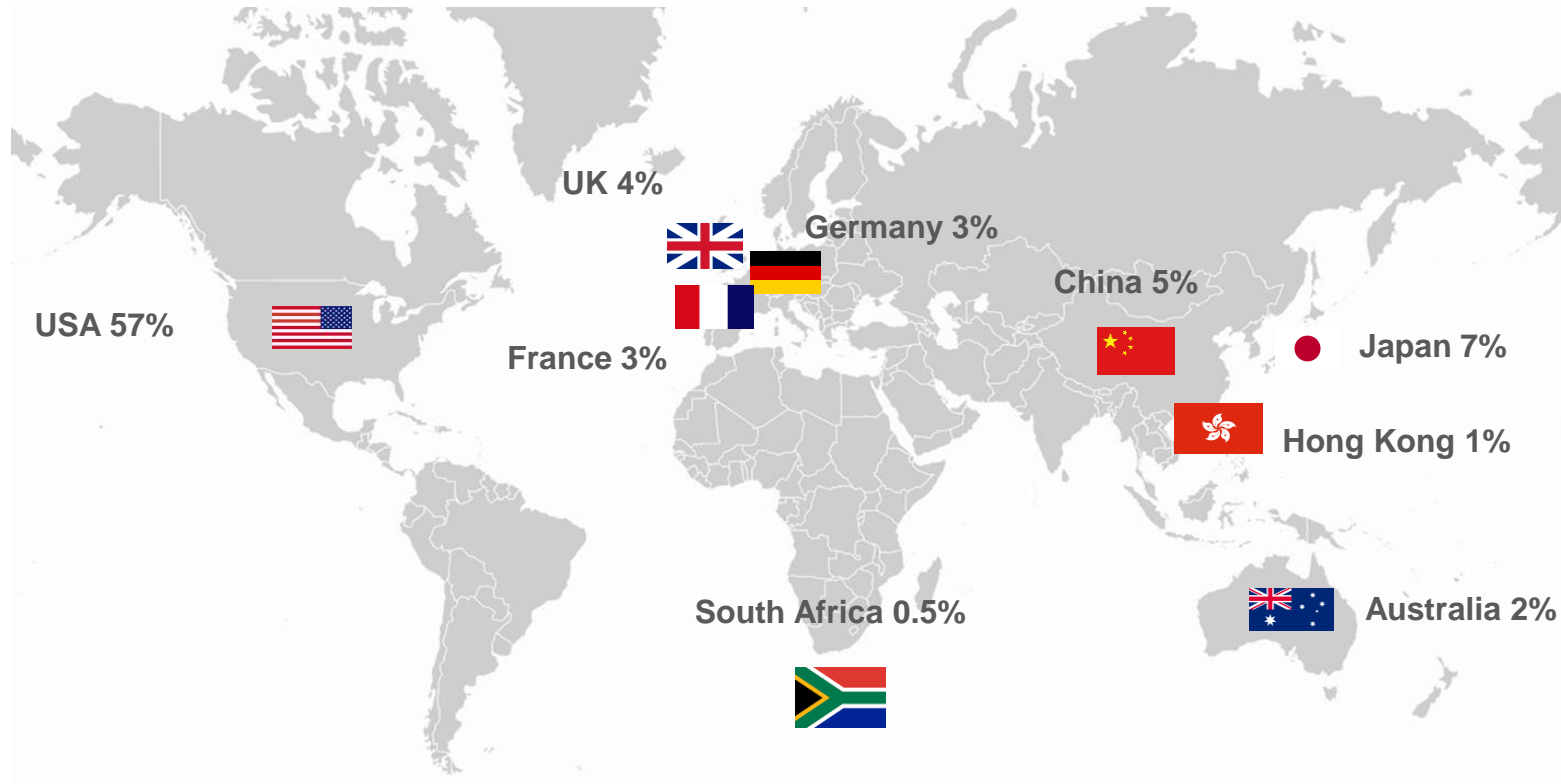 UK 4%
Germany 3%
China 5%
USA 57%
France 3%
Japan 7%
Hong Kong 1%
South Africa 0.5%
Australia 2%